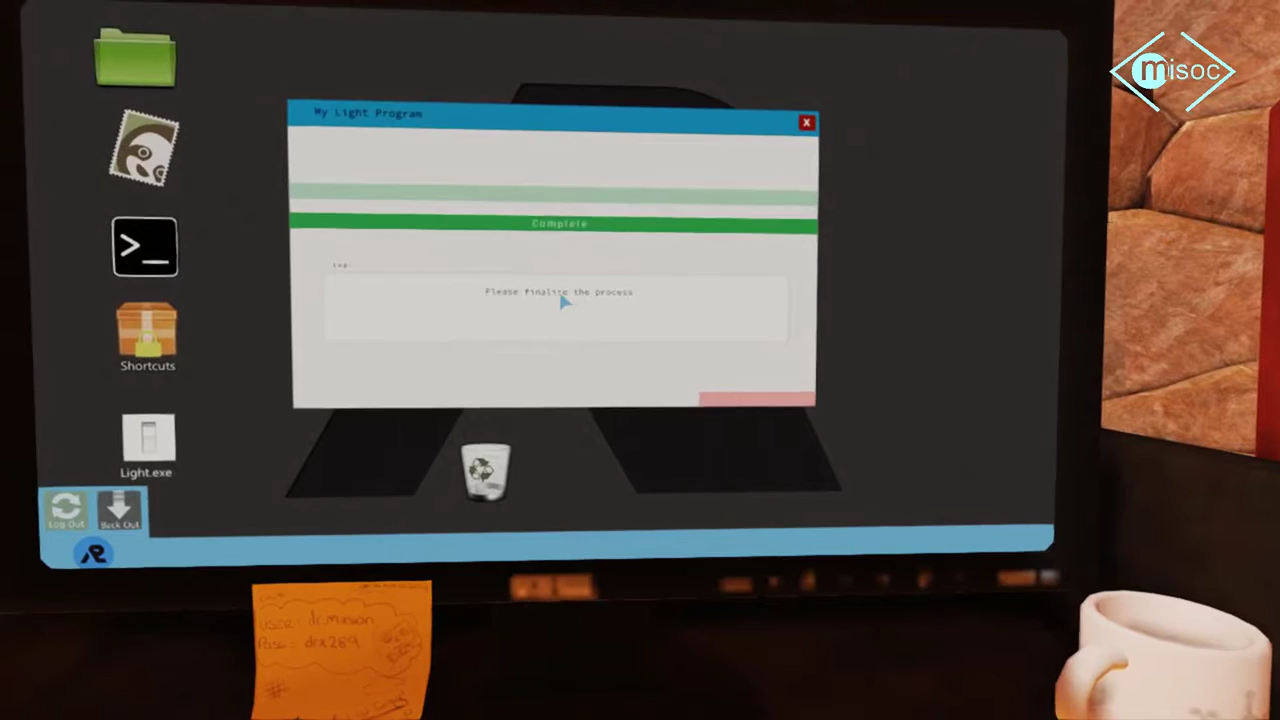 misoc
My Light Program
X
Complete
Log:
Please finalize the process
>_
Shortcuts
Light.exe
Log Out
Back Out
USER: dr.munson
Pass = drx289
#